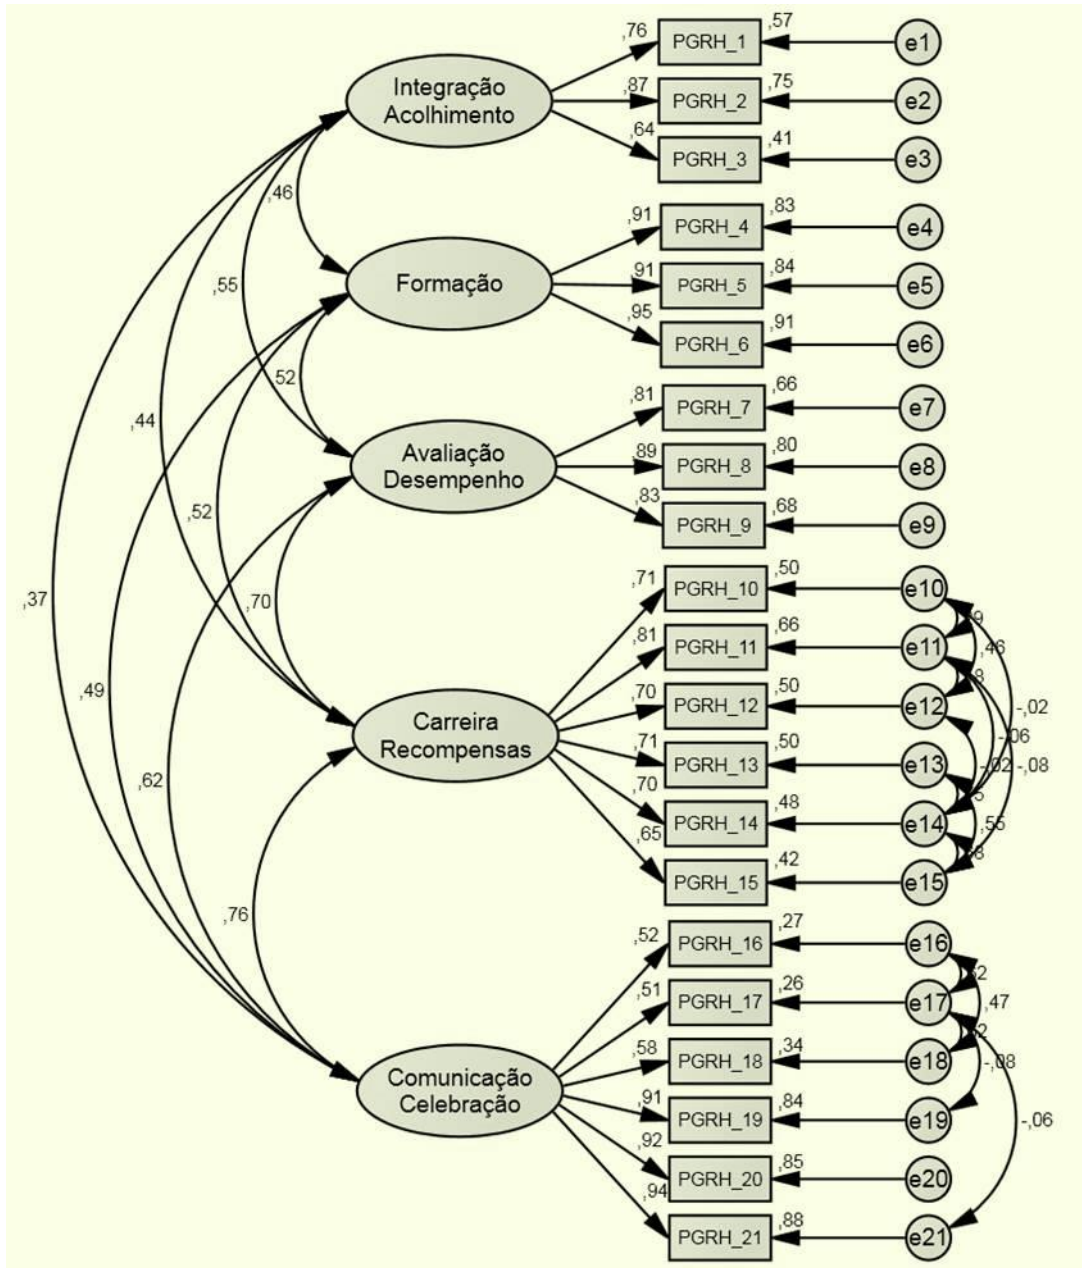 ,76
PGRH_1
,57
e1
Integração
Acolhimento
,87
PGRH_2
,75
e2
,64
PGRH_3
,41
e3
,46
,91
PGRH_4
,83
e4
Formação
,91
PGRH_5
,84
e5
,95
PGRH_6
,91
e6
,55
,52
,81
PGRH_7
,66
e7
Avaliação
Desempenho
,89
PGRH_8
,80
e8
,83
PGRH_9
,68
e9
,44
,52
,70
,37
,49
,71
PGRH_10
,50
e10
,81
PGRH_11
,66
e11
,46
,70
PGRH_12
,50
e12
-,02
-,06
Carreira
Recompensas
,71
PGRH_13
,50
e13
-,02
-,08
,70
PGRH_14
,48
e14
,55
,65
PGRH_15
,42
e15
,62
,76
,52
PGRH_16
,27
e16
,51
PGRH_17
,26
e17
,47
,58
PGRH_18
,34
e18
-,08
Comunicação
Celebração
,91
PGRH_19
,84
e19
-,06
,92
PGRH_20
,85
e20
,94
PGRH_21
,88
e21